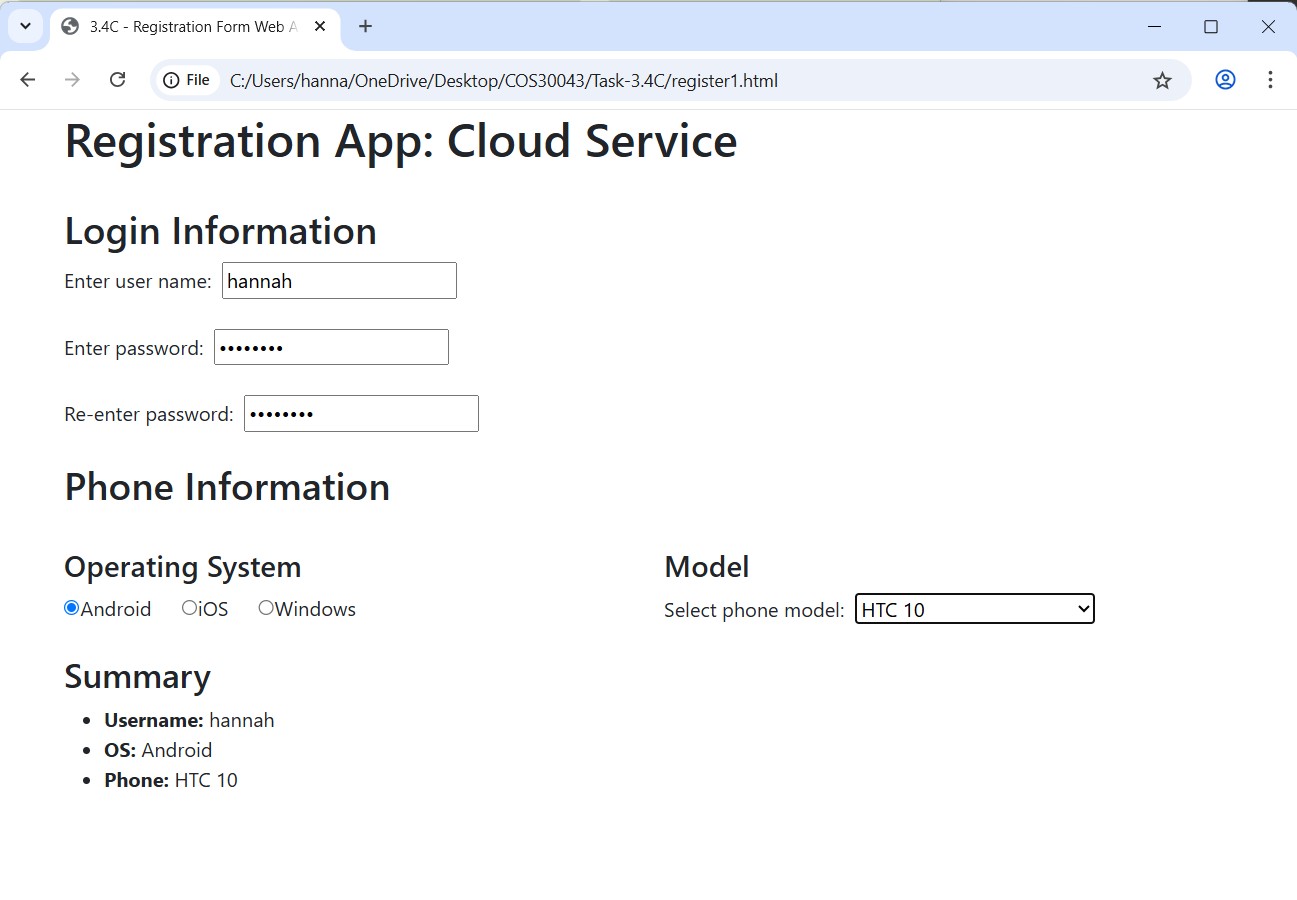 3.4C - Registration Form Web A
File
C:/Users/hanna/OneDrive/Desktop/COS30043/Task-3.4C/register1.html
Registration App: Cloud Service
Login Information
Enter user name: hannah
Enter password: ••••••••
Re-enter password: ••••••••
Phone Information
Operating System
Android iOS Windows
Model
Select phone model: HTC 10
Summary
• Username: hannah
• OS: Android
• Phone: HTC 10